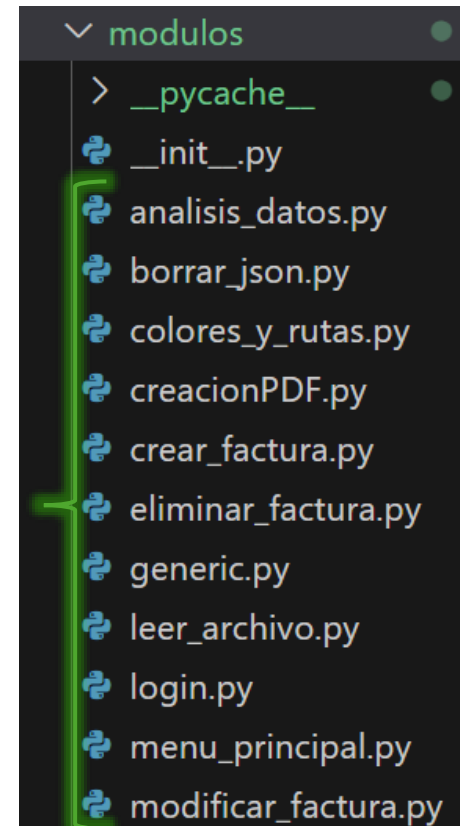 modulos
__pycache__
__init__.py
analisis_datos.py
borrar_json.py
colores_y_rutas.py
creacionPDF.py
crear_factura.py
eliminar_factura.py
generic.py
leer_archivo.py
login.py
menu_principal.py
modificar_factura.py